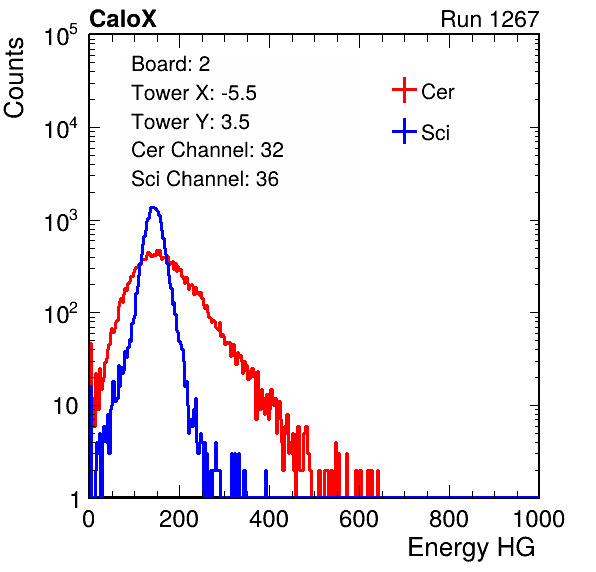 CaloX Run 1267
Counts
Board: 2
Tower X: -5.5
Tower Y: 3.5
Cer Channel: 32
Sci Channel: 36
Cer
Sci
10^5
10^4
10^3
10^2
10
1
0 200 400 600 800 1000
Energy HG